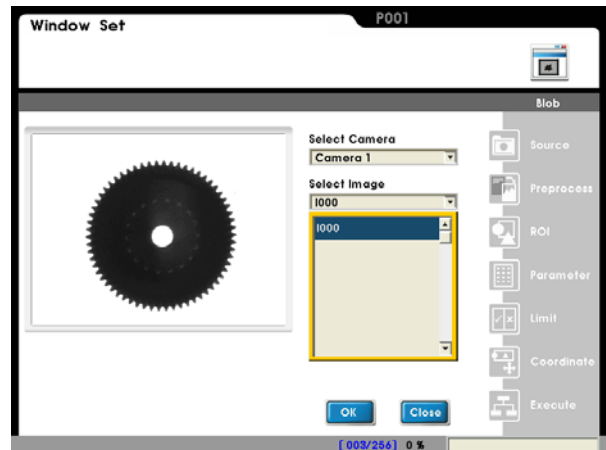 Window Set
P001
Blob
Select Camera
Camera 1
Select Image
I000
I000
Source
Preprocess
ROI
Parameter
Limit
Coordinate
Execute
OK
Close
[003/256] 0 %